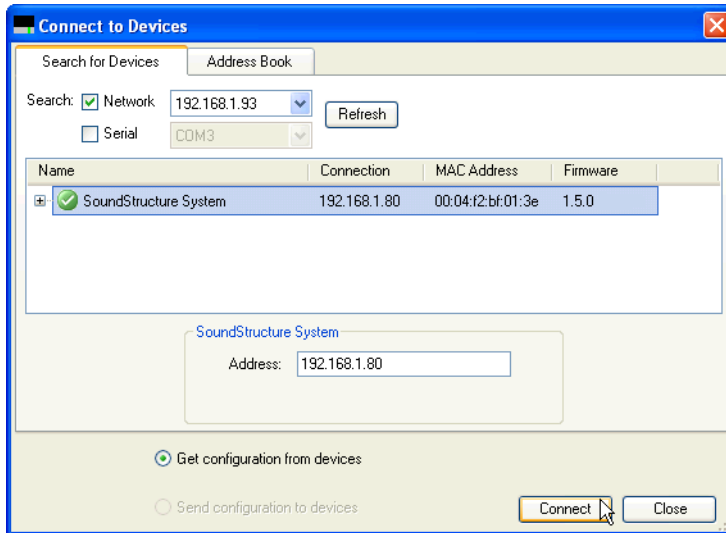 Connect to Devices
Search for Devices Address Book
Search: Network 192.168.1.93 Refresh
Serial COM3
Name Connection MAC Address Firmware
SoundStructure System 192.168.1.80 00:04:f2:bf:01:3e 1.5.0
SoundStructure System
Address: 192.168.1.80
Get configuration from devices
Send configuration to devices Connect Close